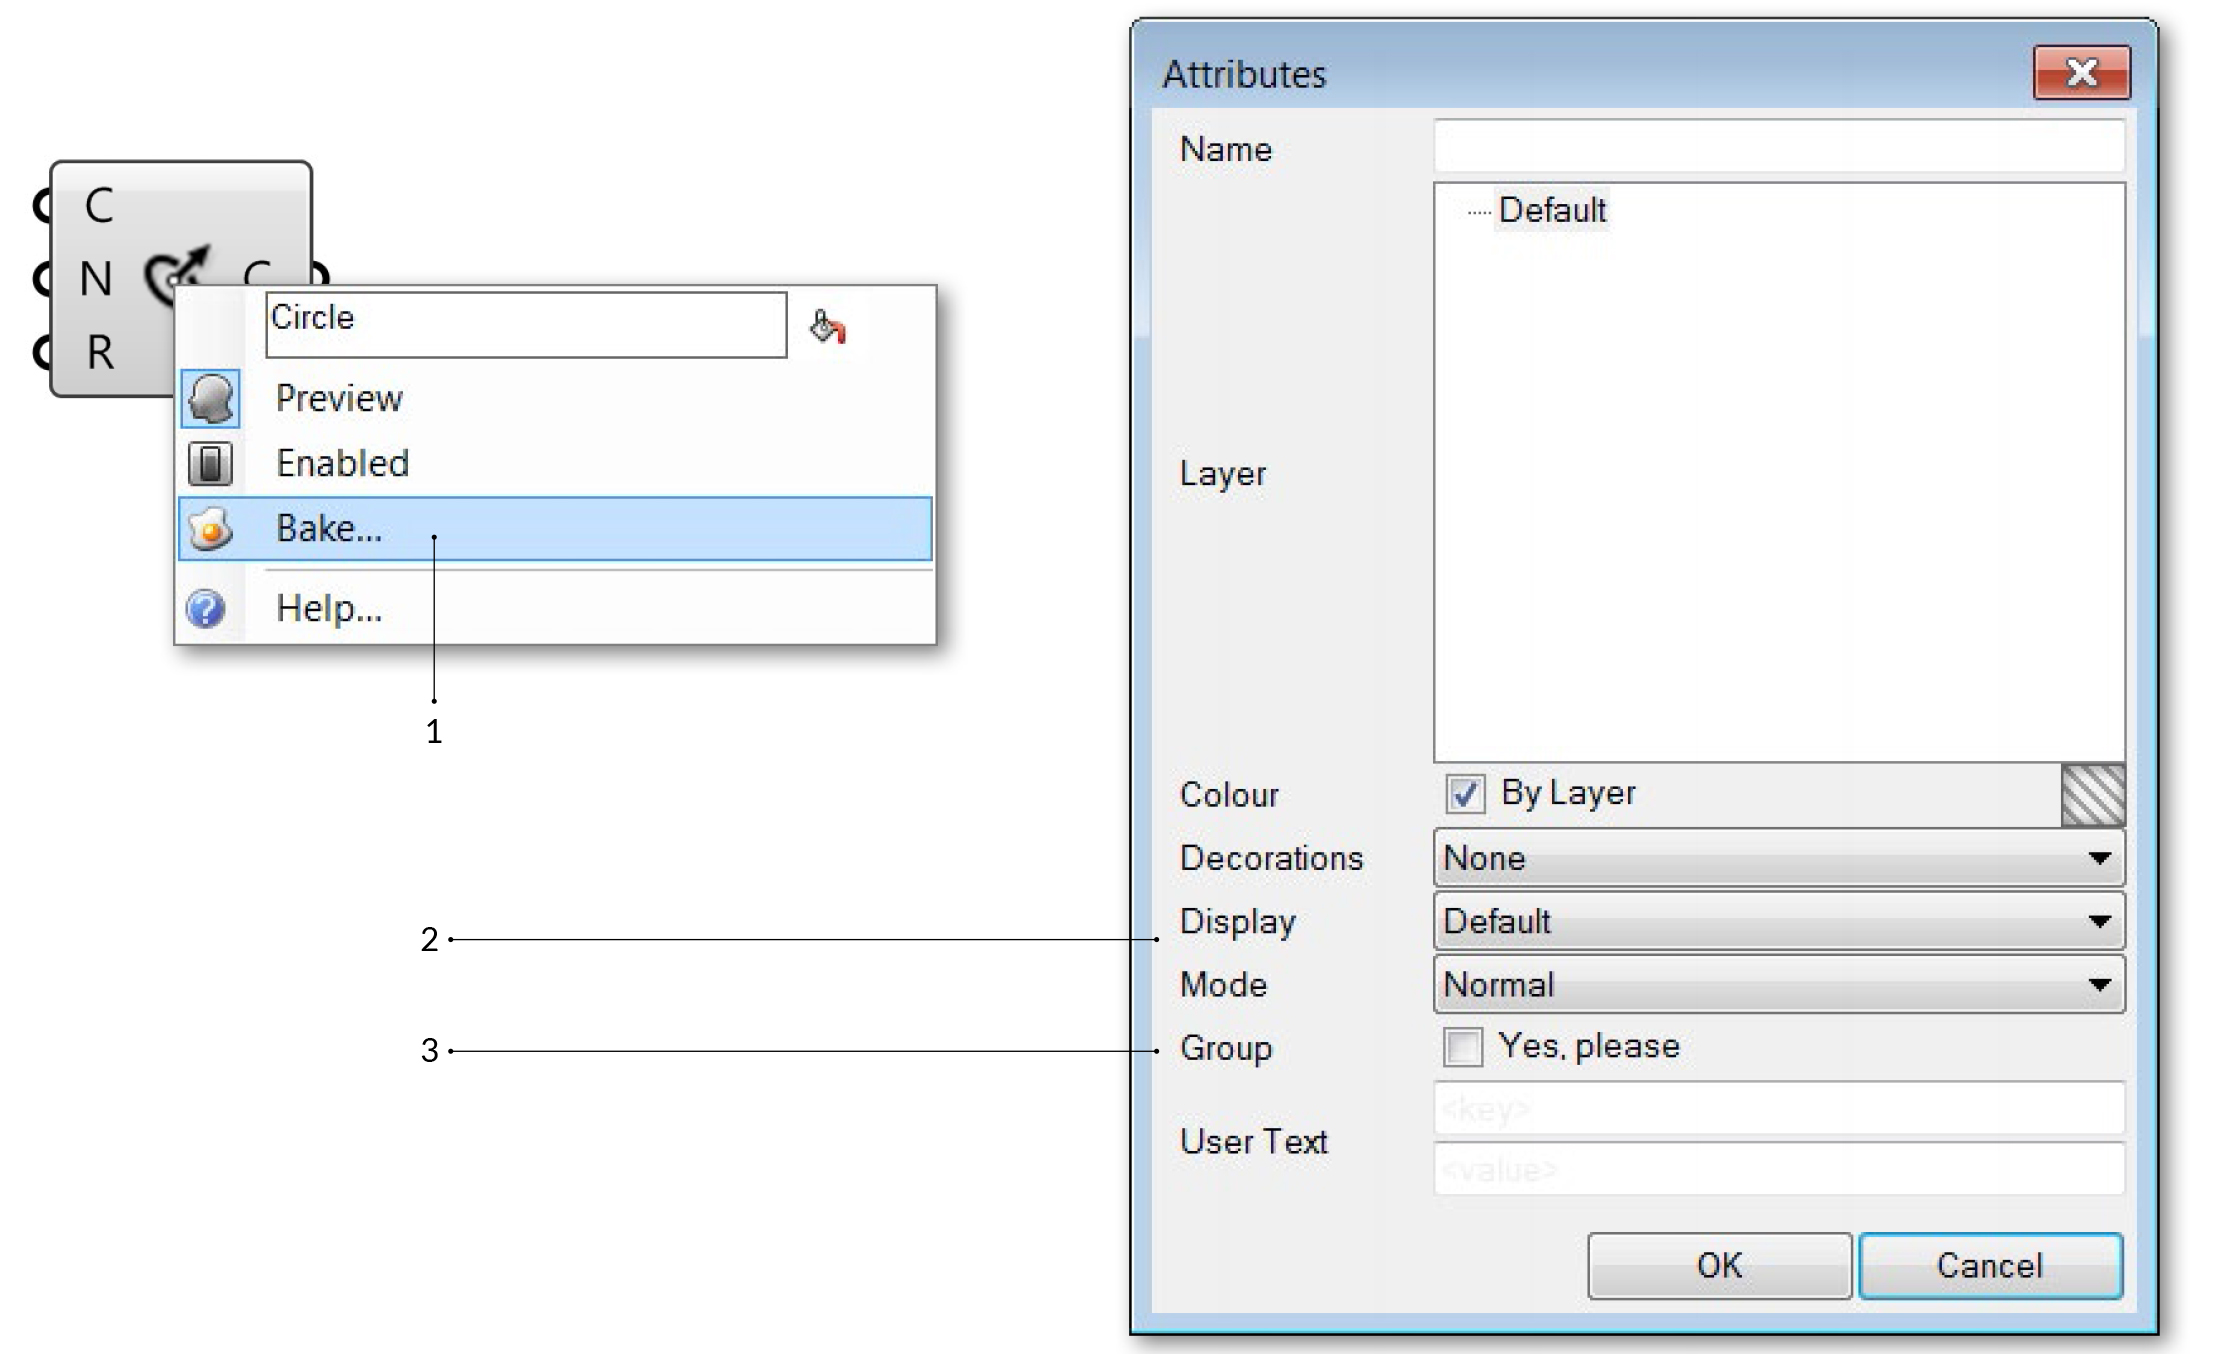 C
N C
R
Circle
Preview
Enabled
Bake...
Help...
1
2
3
Attributes
Name
Default
Layer
Colour By Layer
Decorations None
Display Default
Mode Normal
Group Yes, please
<key>
User Text
<value>
OK Cancel